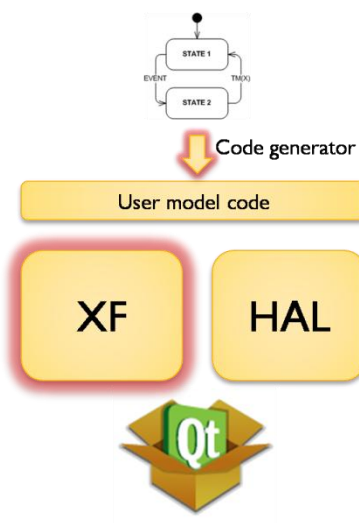 STATE 1
EVENT
TM(X)
STATE 2
Code generator
User model code
XF
HAL
Qt